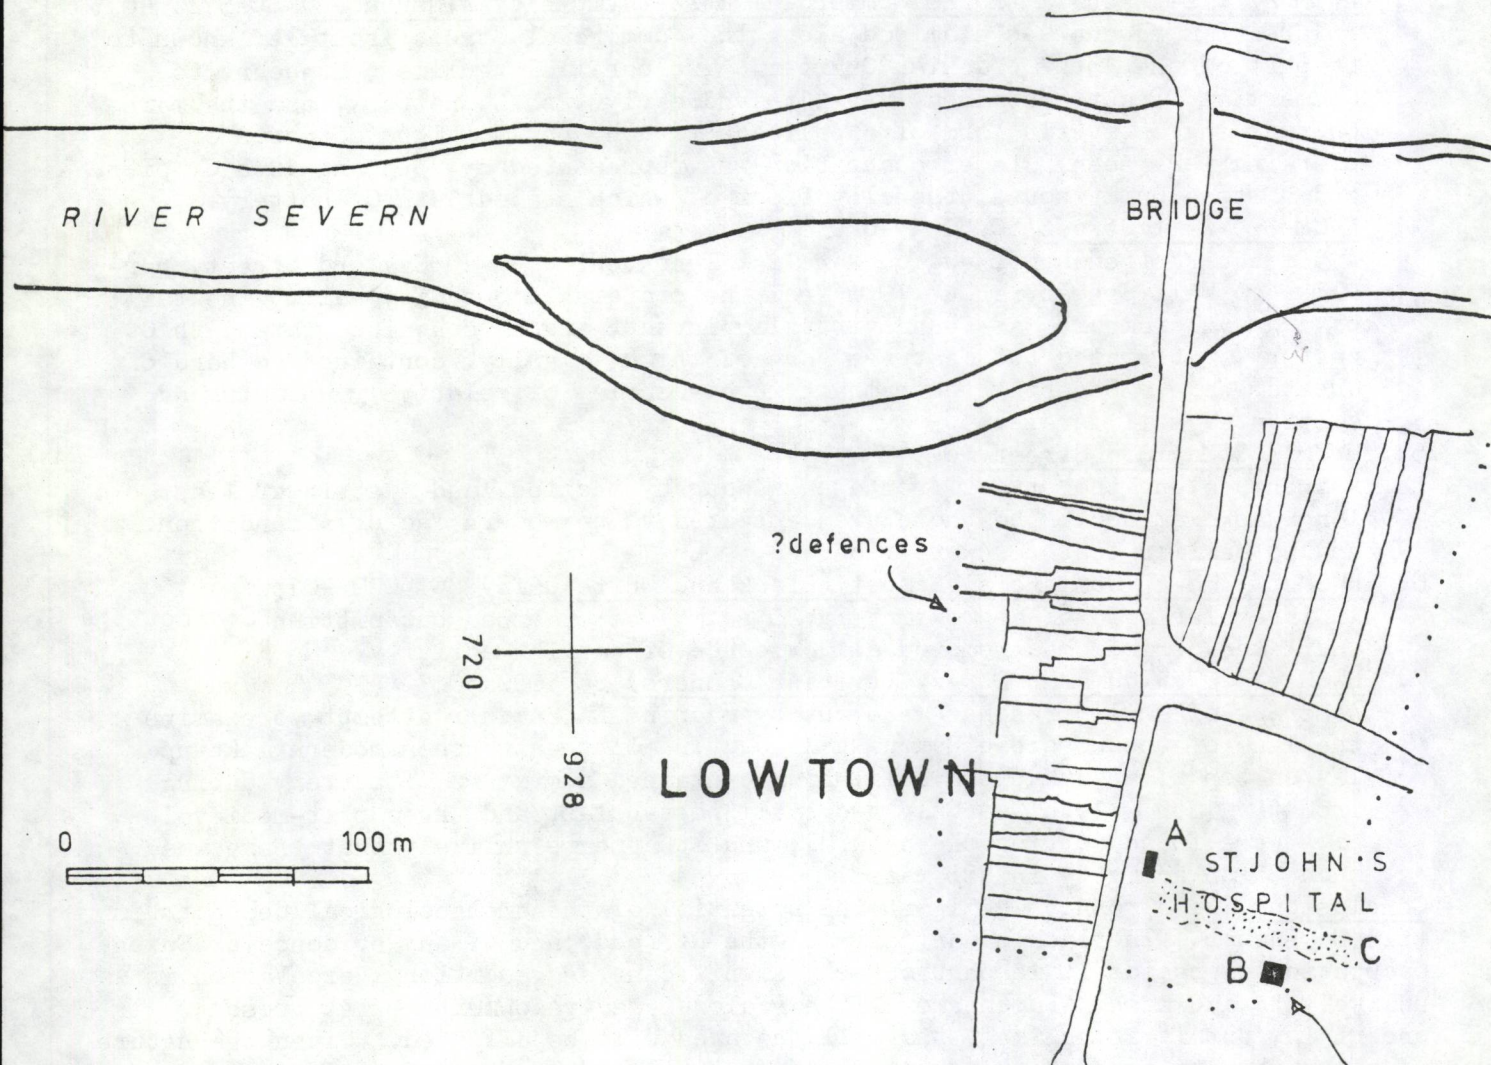 RIVER SEVERN
BRIDGE
?defences
720
928
LOWTOWN
0 100m
A
ST.JOHN'S
HOSPITAL
C
B